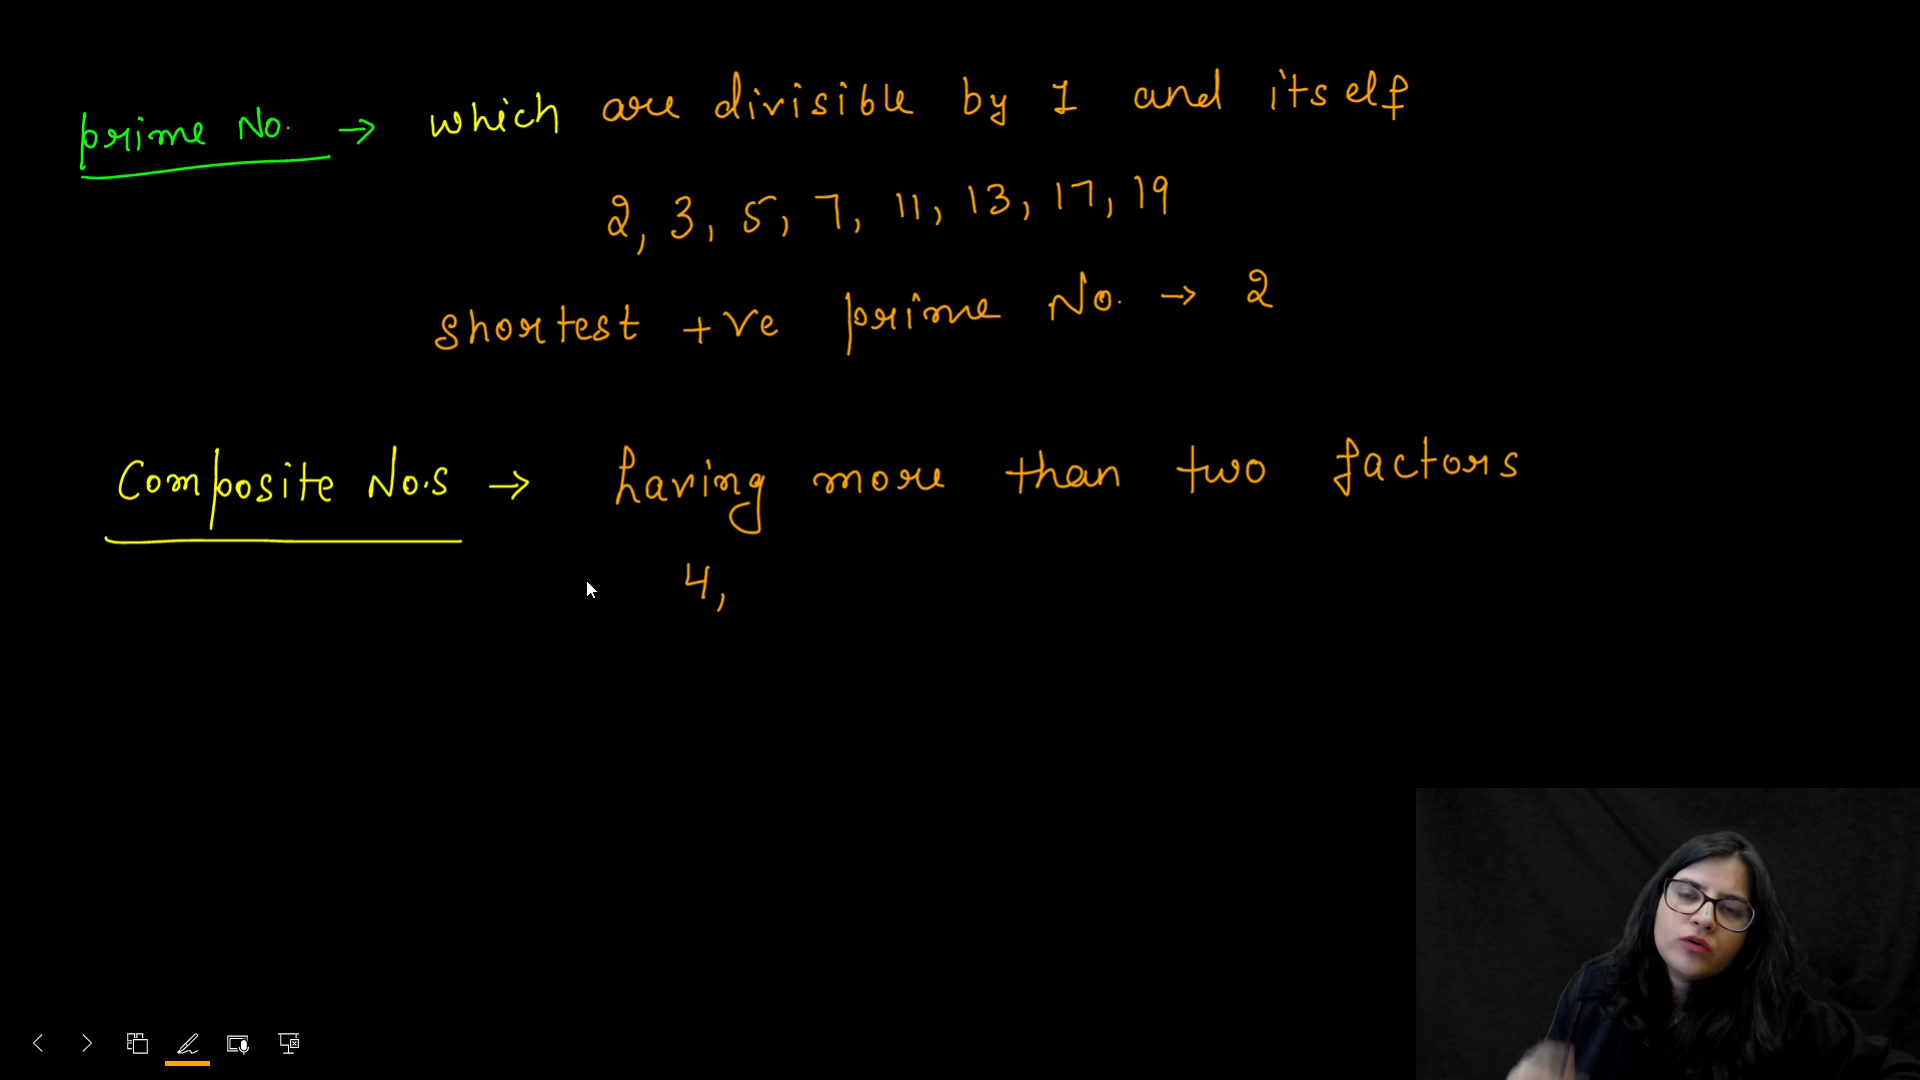 prime No. → which are divisible by 1 and itself
2, 3, 5, 7, 11, 13, 17, 19
shortest +ve prime No. → 2
Composite No.s → having more than two factors
4,